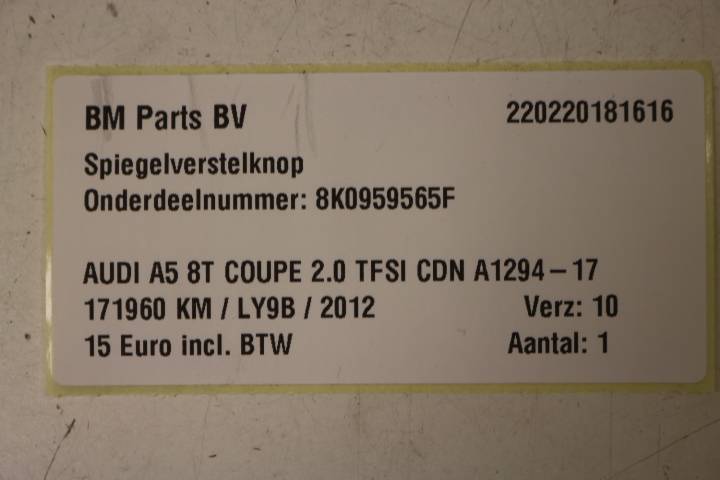 BM Parts BV 220220181616
Spiegelverstelknop
Onderdeelnummer: 8K0959565F
AUDI A5 8T COUPE 2.0 TFSI CDN A1294-17
171960 KM / LY9B / 2012 Verz: 10
15 Euro incl. BTW Aantal: 1